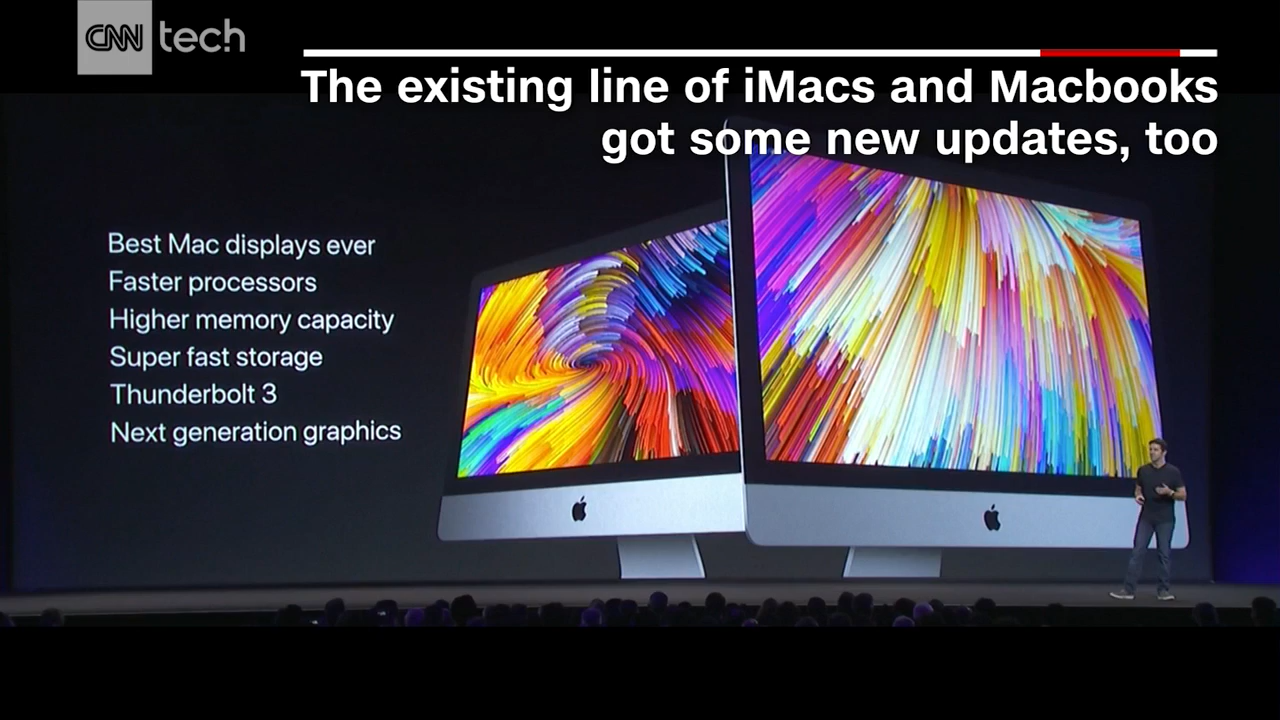 CNN tech
The existing line of iMacs and Macbooks
got some new updates, too
Best Mac displays ever
Faster processors
Higher memory capacity
Super fast storage
Thunderbolt 3
Next generation graphics